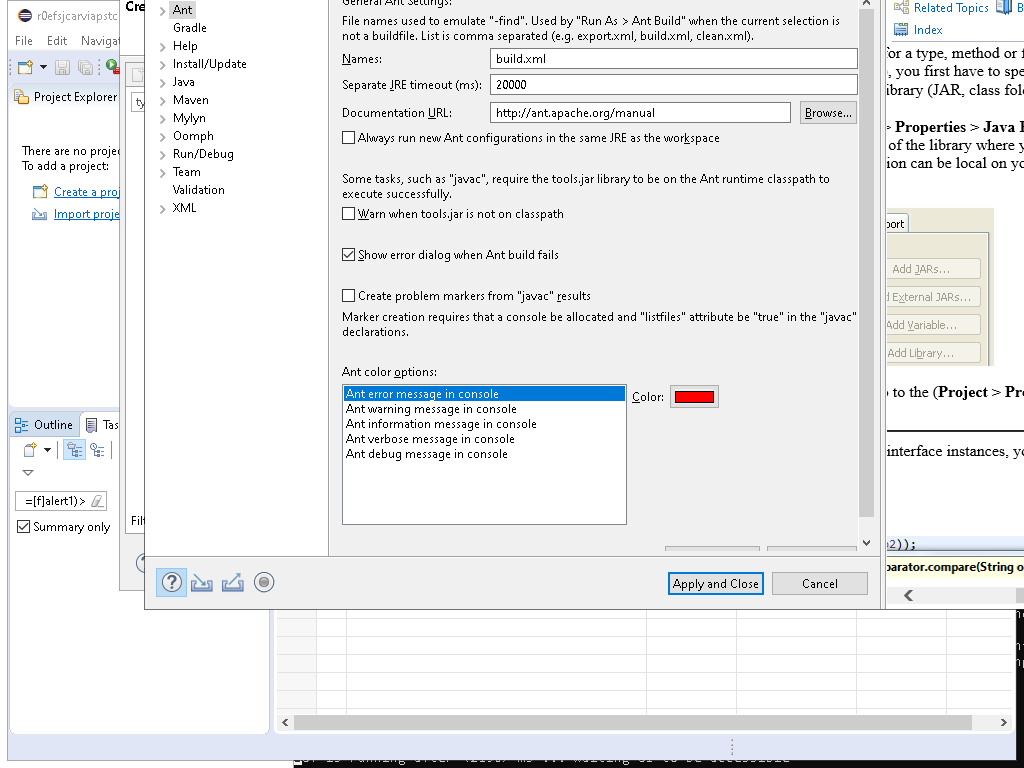 r0efsjcarviapstc
File Edit Navigat
Project Explorer
There are no projec
To add a project:
Create a proj
Import proje
Outline
Tas
=[f]alert1)>
Summary only
Cre
ty
Filt
Ant
Gradle
Help
Install/Update
Java
Maven
Mylyn
Oomph
Run/Debug
Team
Validation
XML
General Ant Settings:
File names used to emulate "-find". Used by "Run As > Ant Build" when the current selection is
not a buildfile. List is comma separated (e.g. export.xml, build.xml, clean.xml).
Names: build.xml
Separate JRE timeout (ms): 20000
Documentation URL: http://ant.apache.org/manual Browse...
Always run new Ant configurations in the same JRE as the workspace
Some tasks, such as "javac", require the tools.jar library to be on the Ant runtime classpath to
execute successfully.
Warn when tools.jar is not on classpath
Show error dialog when Ant build fails
Create problem markers from "javac" results
Marker creation requires that a console be allocated and "listfiles" attribute be "true" in the "javac"
declarations.
Ant color options:
Ant error message in console
Ant warning message in console
Ant information message in console
Ant verbose message in console
Ant debug message in console
Color:
Apply and Close Cancel
Related Topics B
Index
for a type, method or f
, you first have to spe
ibrary (JAR, class fol
> Properties > Java B
of the library where y
ion can be local on yo
port
Add JARs...
d External JARs...
Add Variable...
Add Library...
to the (Project > Pro
interface instances, yo
2));
parator.compare(String o
is running after (2198) ms ... waiting CI to be accessible